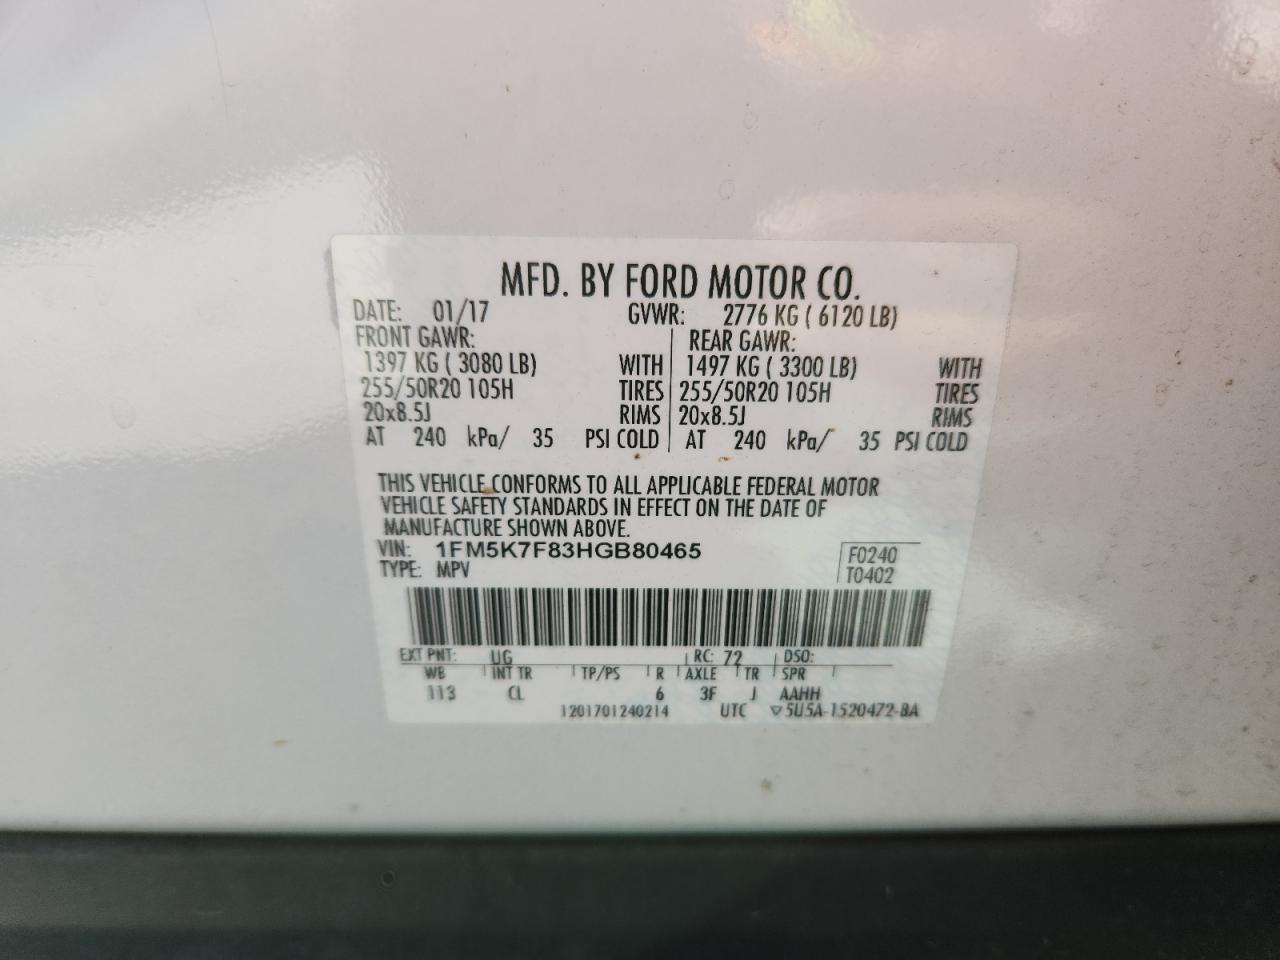 MFD. BY FORD MOTOR CO.
DATE: 01/17 GVWR: 2776 KG ( 6120 LB)
FRONT GAWR: REAR GAWR:
1397 KG ( 3080 LB) WITH 1497 KG ( 3300 LB) WITH
255/50R20 105H TIRES 255/50R20 105H TIRES
20x8.5J RIMS 20x8.5J RIMS
AT 240 kPa/ 35 PSI COLD AT 240 kPa/ 35 PSI COLD
THIS VEHICLE CONFORMS TO ALL APPLICABLE FEDERAL MOTOR
VEHICLE SAFETY STANDARDS IN EFFECT ON THE DATE OF
MANUFACTURE SHOWN ABOVE.
VIN: 1FM5K7F83HGB80465 F0240
TYPE: MPV T0402
EXT PNT: UG RC: 72 DSO:
WB INT TR TP/PS R AXLE TR SPR
113 CL 6 3F J AAHH
1201701240214 UTC ▽5U5A-1520472-BA